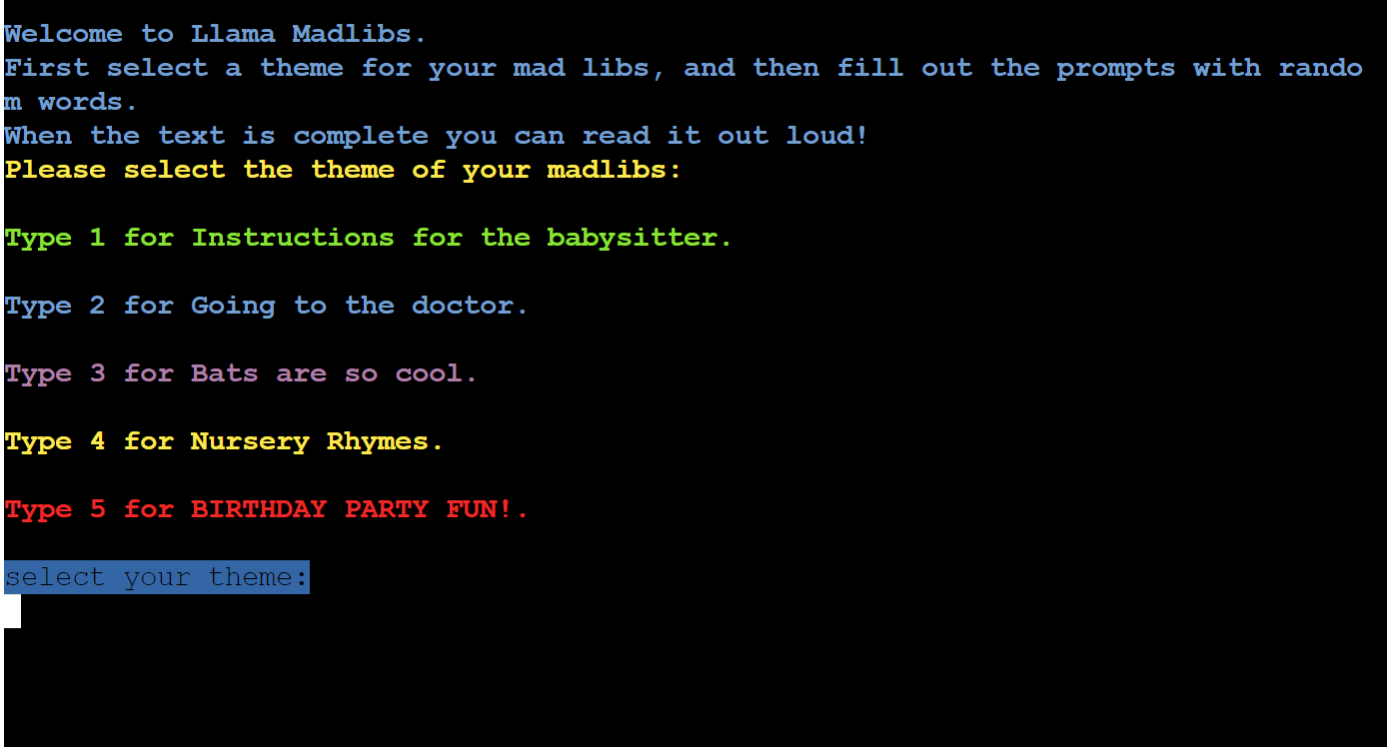 Welcome to Llama Madlibs.
First select a theme for your mad libs, and then fill out the prompts with rando
m words.
When the text is complete you can read it out loud!
Please select the theme of your madlibs:
Type 1 for Instructions for the babysitter.
Type 2 for Going to the doctor.
Type 3 for Bats are so cool.
Type 4 for Nursery Rhymes.
Type 5 for BIRTHDAY PARTY FUN!.
select your theme: